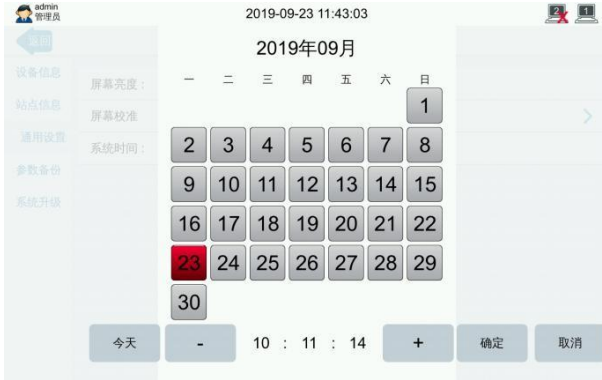 admin
管理员
2019-09-23 11:43:03
2
1
返回
2019年09月
设备信息
站点信息
通用设置
参数备份
系统升级
屏幕亮度：
屏幕校准
系统时间：
一 二 三 四 五 六 日
1
2 3 4 5 6 7 8
9 10 11 12 13 14 15
16 17 18 19 20 21 22
23 24 25 26 27 28 29
30
今天 - 10 : 11 : 14 + 确定 取消